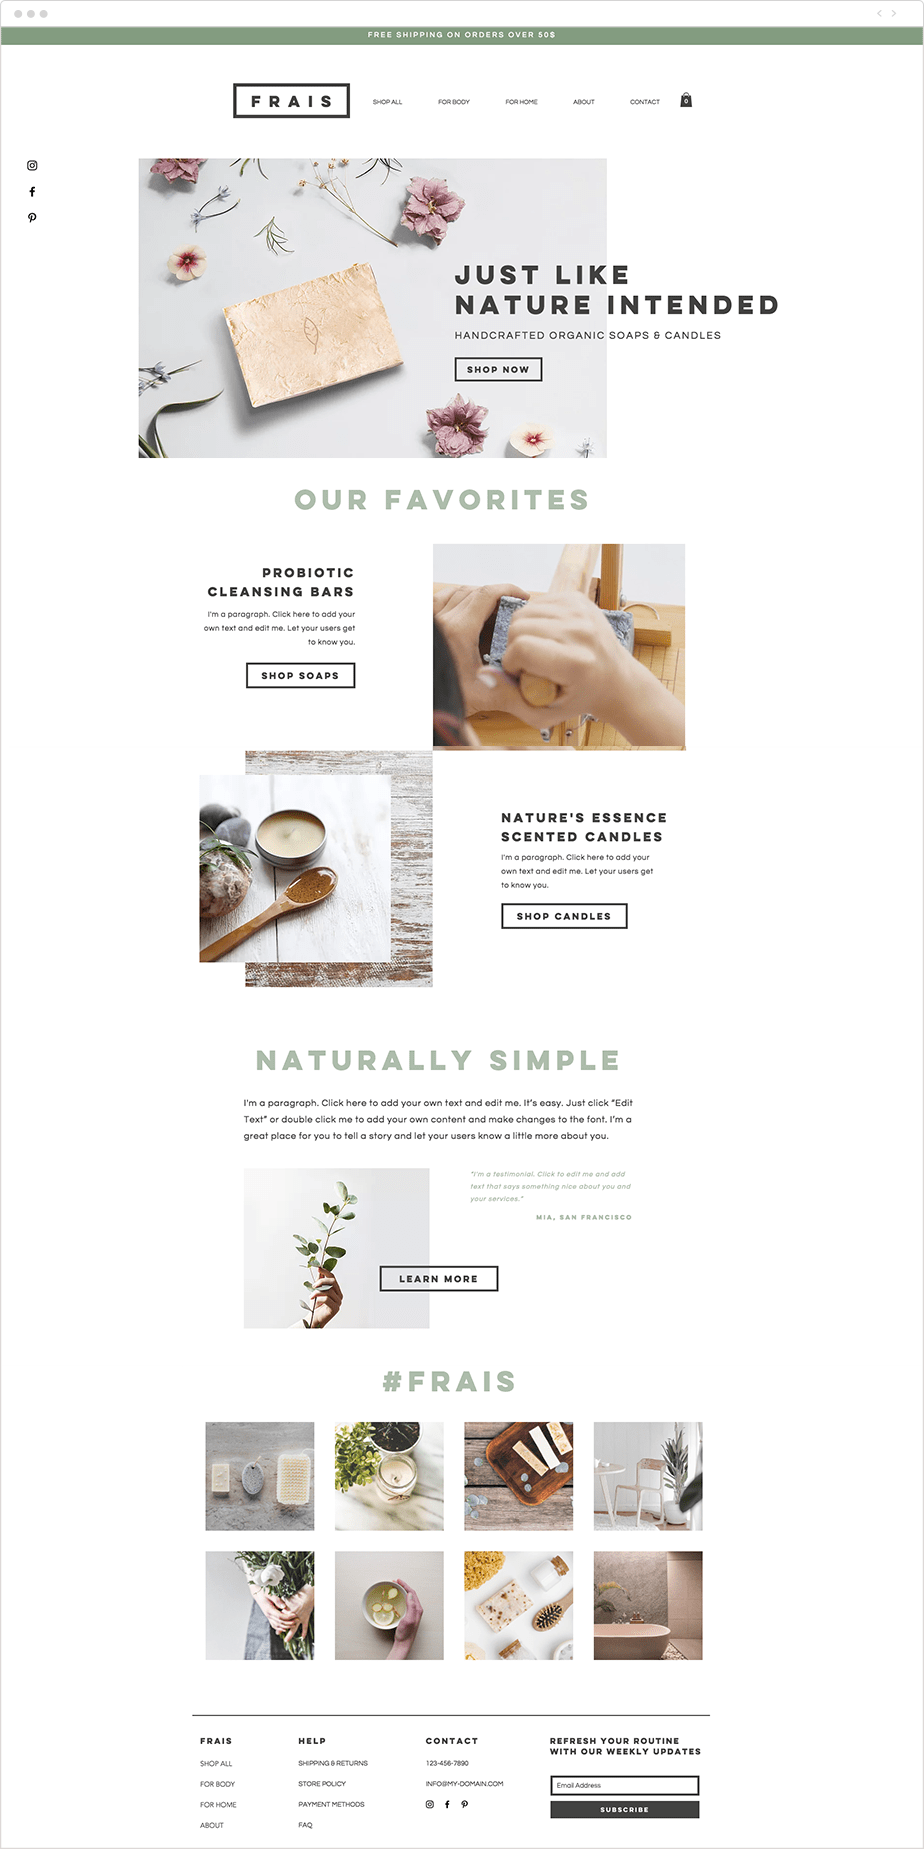 FREE SHIPPING ON ORDERS OVER 50$
FRAIS
SHOP ALL
FOR BODY
FOR HOME
ABOUT
CONTACT
0
JUST LIKE
NATURE INTENDED
HANDCRAFTED ORGANIC SOAPS & CANDLES
SHOP NOW
OUR FAVORITES
PROBIOTIC
CLEANSING BARS
I'm a paragraph. Click here to add your
own text and edit me. Let your users get
to know you.
SHOP SOAPS
NATURE'S ESSENCE
SCENTED CANDLES
I'm a paragraph. Click here to add your
own text and edit me. Let your users get
to know you.
SHOP CANDLES
NATURALLY SIMPLE
I'm a paragraph. Click here to add your own text and edit me. It's easy. Just click "Edit
Text" or double click me to add your own content and make changes to the font. I'm a
great place for you to tell a story and let your users know a little more about you.
"I'm a testimonial. Click to edit me and add
text that says something nice about you and
your services."
MIA, SAN FRANCISCO
LEARN MORE
#FRAIS
FRAIS
SHOP ALL
FOR BODY
FOR HOME
ABOUT
HELP
SHIPPING & RETURNS
STORE POLICY
PAYMENT METHODS
FAQ
CONTACT
123-456-7890
INFO@MY-DOMAIN.COM
REFRESH YOUR ROUTINE
WITH OUR WEEKLY UPDATES
Email Address
SUBSCRIBE